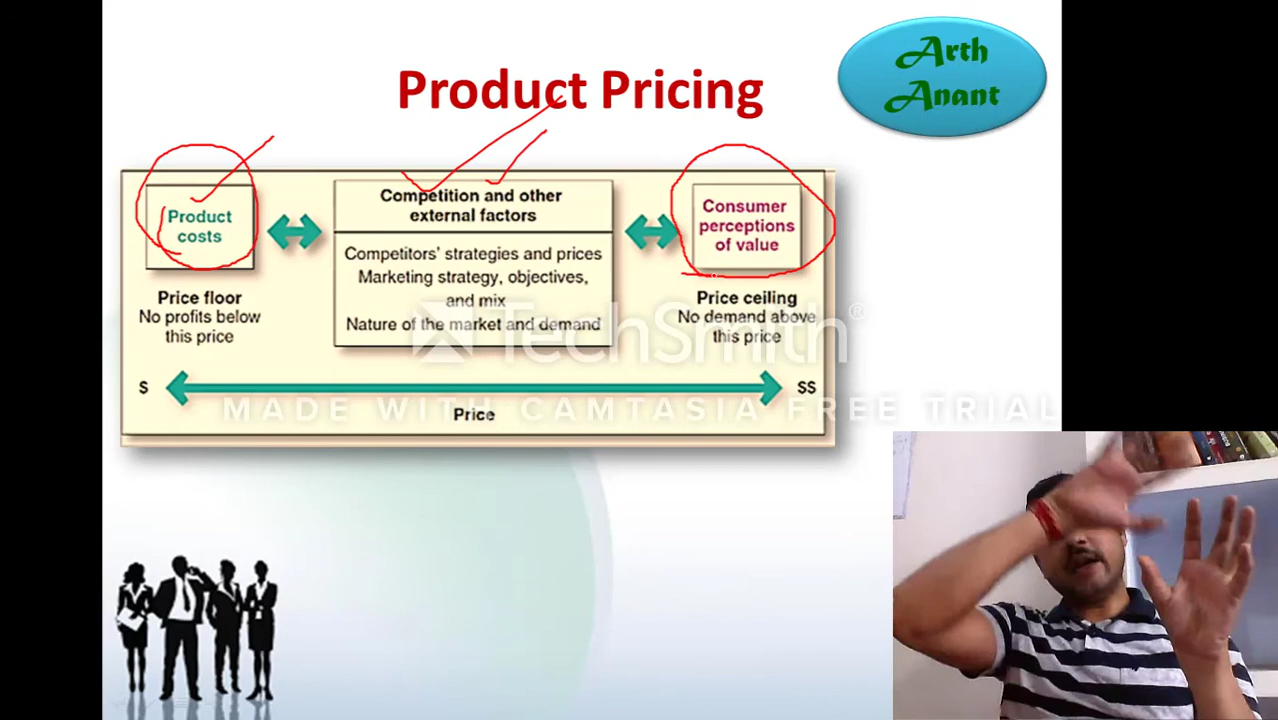 Arth
Anant
Product Pricing
Product
costs
Competition and other
external factors
Competitors' strategies and prices
Marketing strategy, objectives,
and mix
Nature of the market and demand
Consumer
perceptions
of value
Price floor
No profits below
this price
Price ceiling
No demand above
this price
$
$$
Price
TechSmith®
MADE WITH CAMTASIA FREE TRIAL